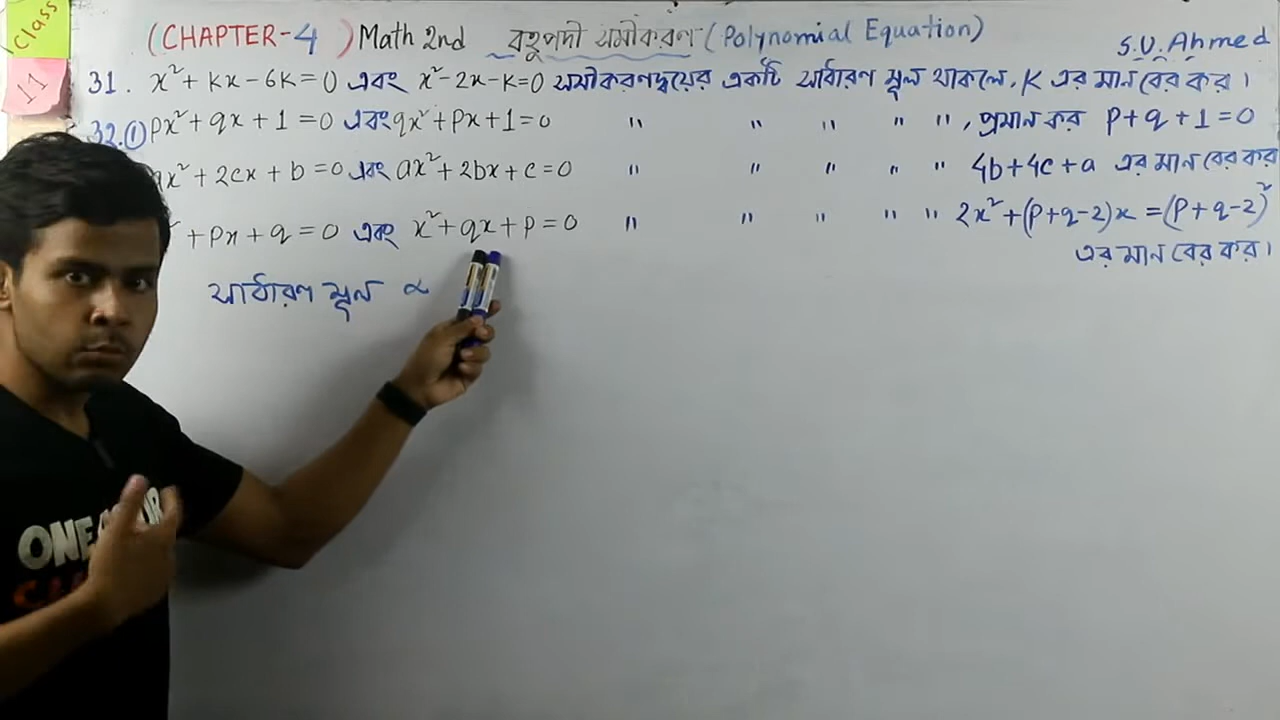 Class
11
(CHAPTER-4) Math 2nd বহুপদী সমীকরণ (Polynomial Equation)
S.U.Ahmed
31. x²+kx-6k=0 এবং x²-2x-k=0 সমীকরণদ্বয়ের একটি সাধারণ মূল থাকলে, K এর মান বের কর।
32.① px²+qx+1=0 এবং qx²+px+1=0 " " " " ", প্রমান কর p+q+1=0
ax²+2cx+b=0 এবং ax²+2bx+c=0 " " " " " 4b+4c+a এর মান বের কর
²+px+q=0 এবং x²+qx+p=0 " " " " " 2x²+(p+q-2)x=(p+q-2)²
এর মান বের কর।
সাধারণ মূল α
ONE